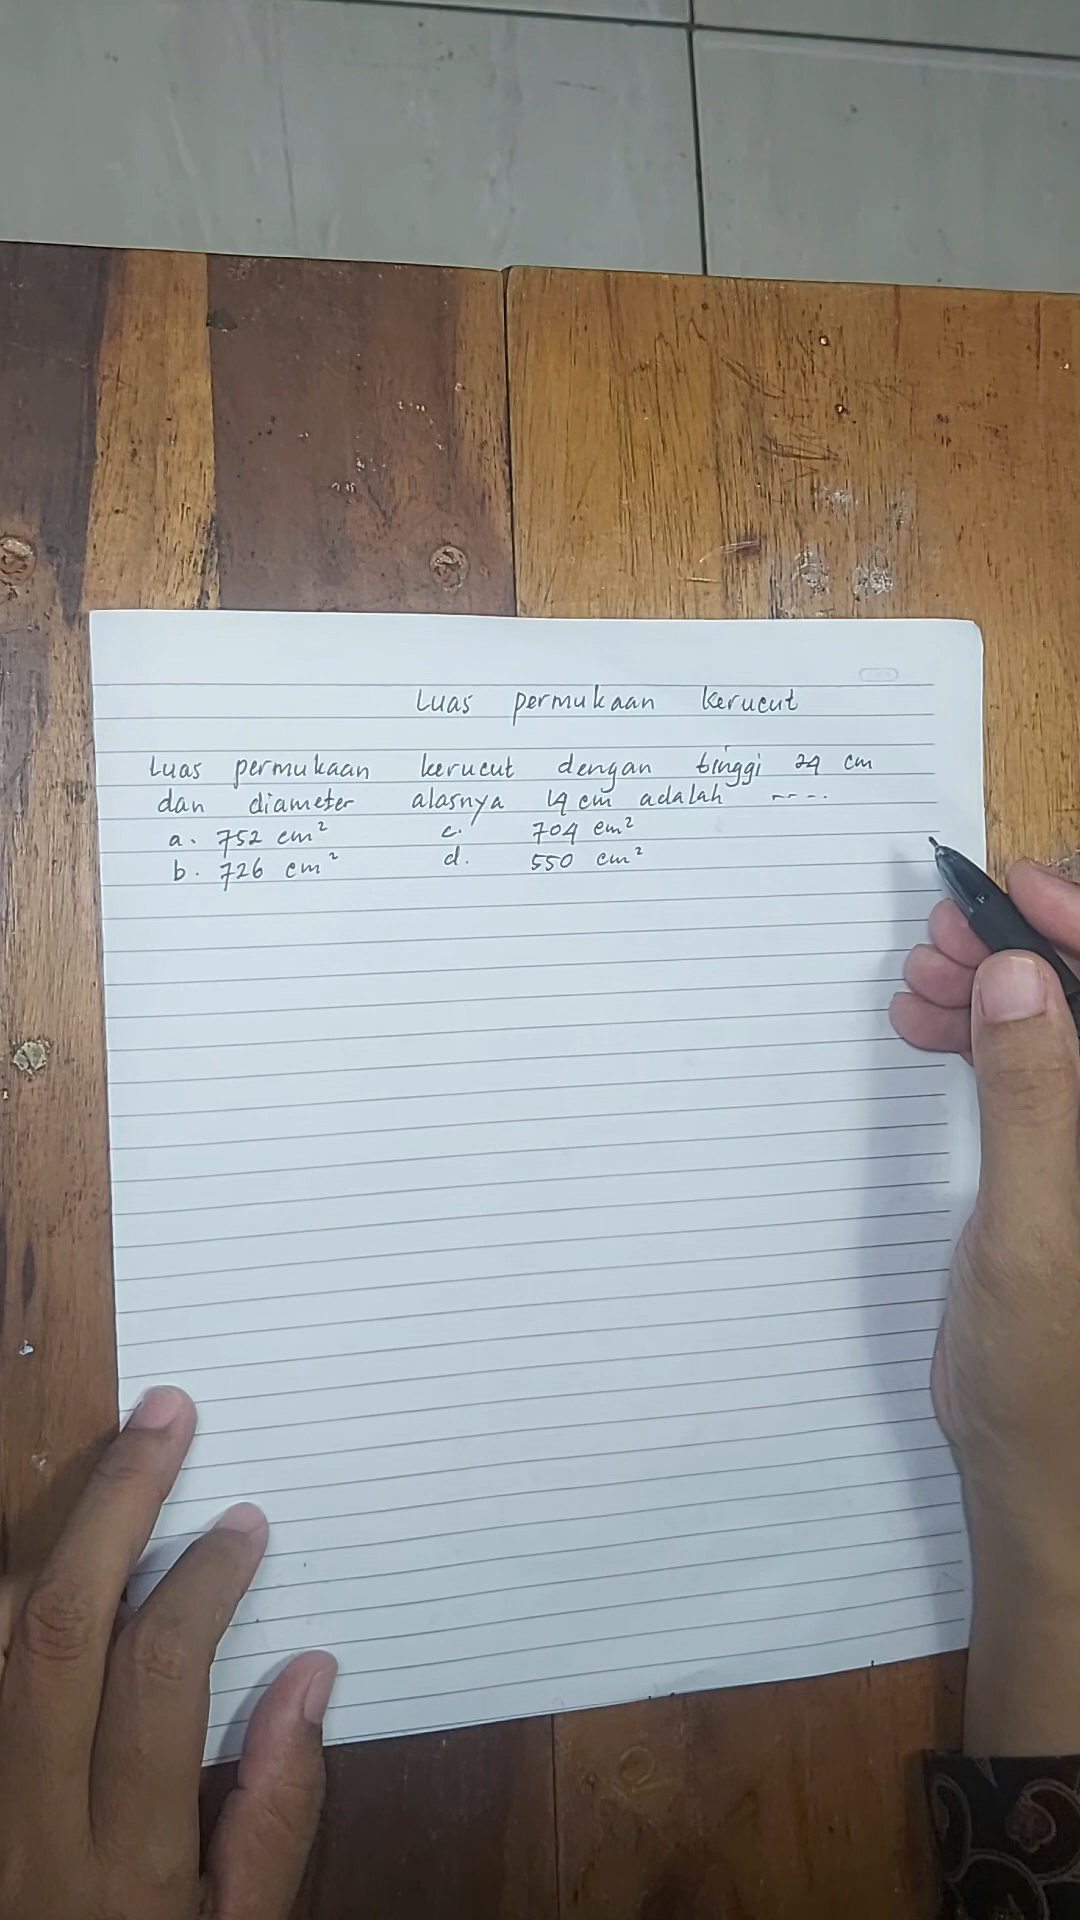 Luas permukaan kerucut
Luas permukaan kerucut dengan tinggi 24 cm
dan diameter alasnya 14 cm adalah ....
a. 752 cm² c. 704 cm²
b. 726 cm² d. 550 cm²